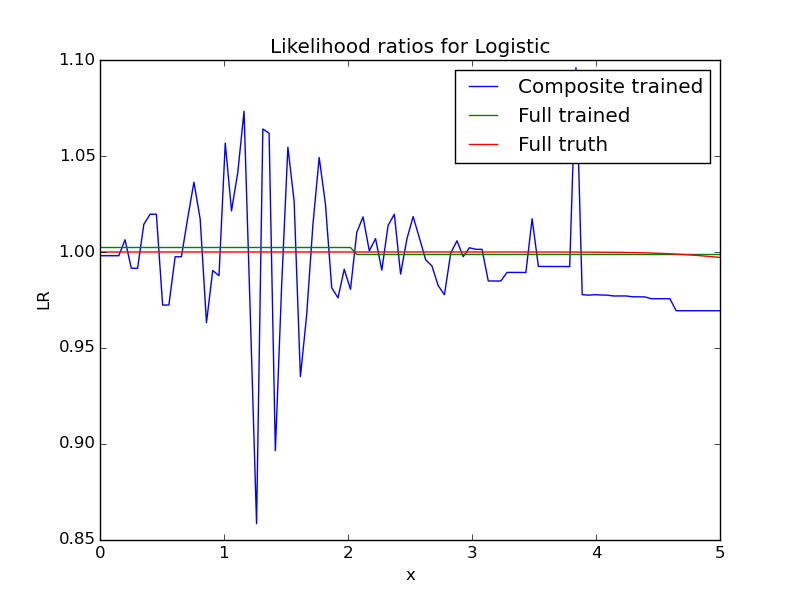 Likelihood ratios for Logistic
1.10
1.05
1.00
0.95
0.90
0.85
LR
Composite trained
Full trained
Full truth
0 1 2 3 4 5
x